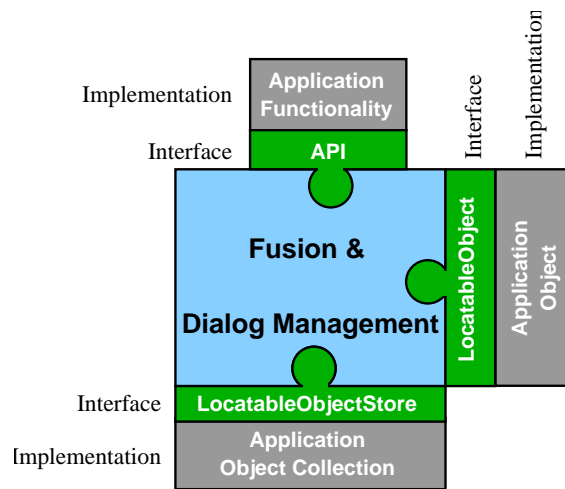 Implementation
Application
Functionality
Interface
API
Interface
Implementation
Fusion &
Dialog Management
LocatableObject
Application
Object
Interface
LocatableObjectStore
Implementation
Application
Object Collection